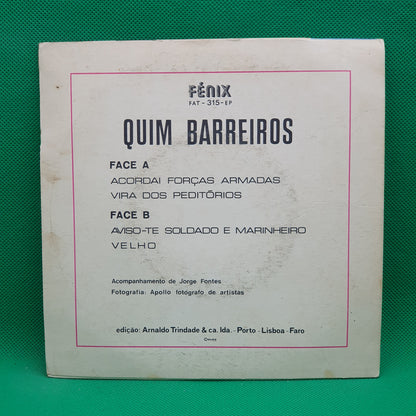 FÉNIX
FAT - 315 - EP
QUIM BARREIROS
FACE A
ACORDAI FORÇAS ARMADAS
VIRA DOS PEDITÓRIOS
FACE B
AVISO-TE SOLDADO E MARINHEIRO
VELHO
Acompanhamento de Jorge Fontes
Fotografia: Apollo fotógrafo de artistas
edição: Arnaldo Trindade & ca. lda. - Porto - Lisboa - Faro